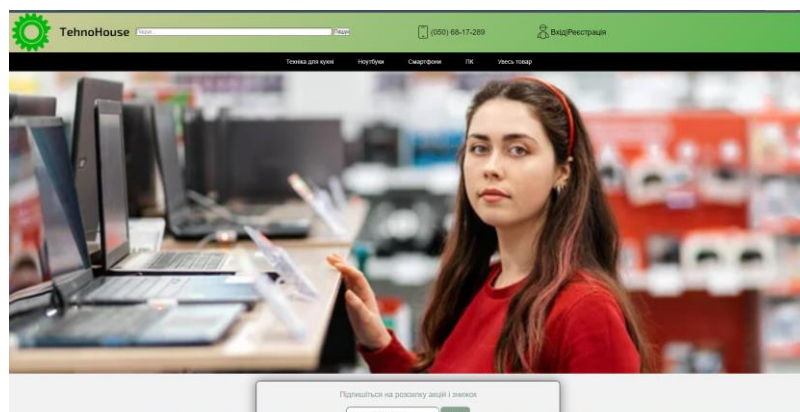 TehnoHouse
Пошук
(050) 68-17-289
Вхід|Реєстрація
Техніка для кухні Ноутбуки Смартфони ПК Увесь товар
Підпишіться на розсилку акцій і знижок